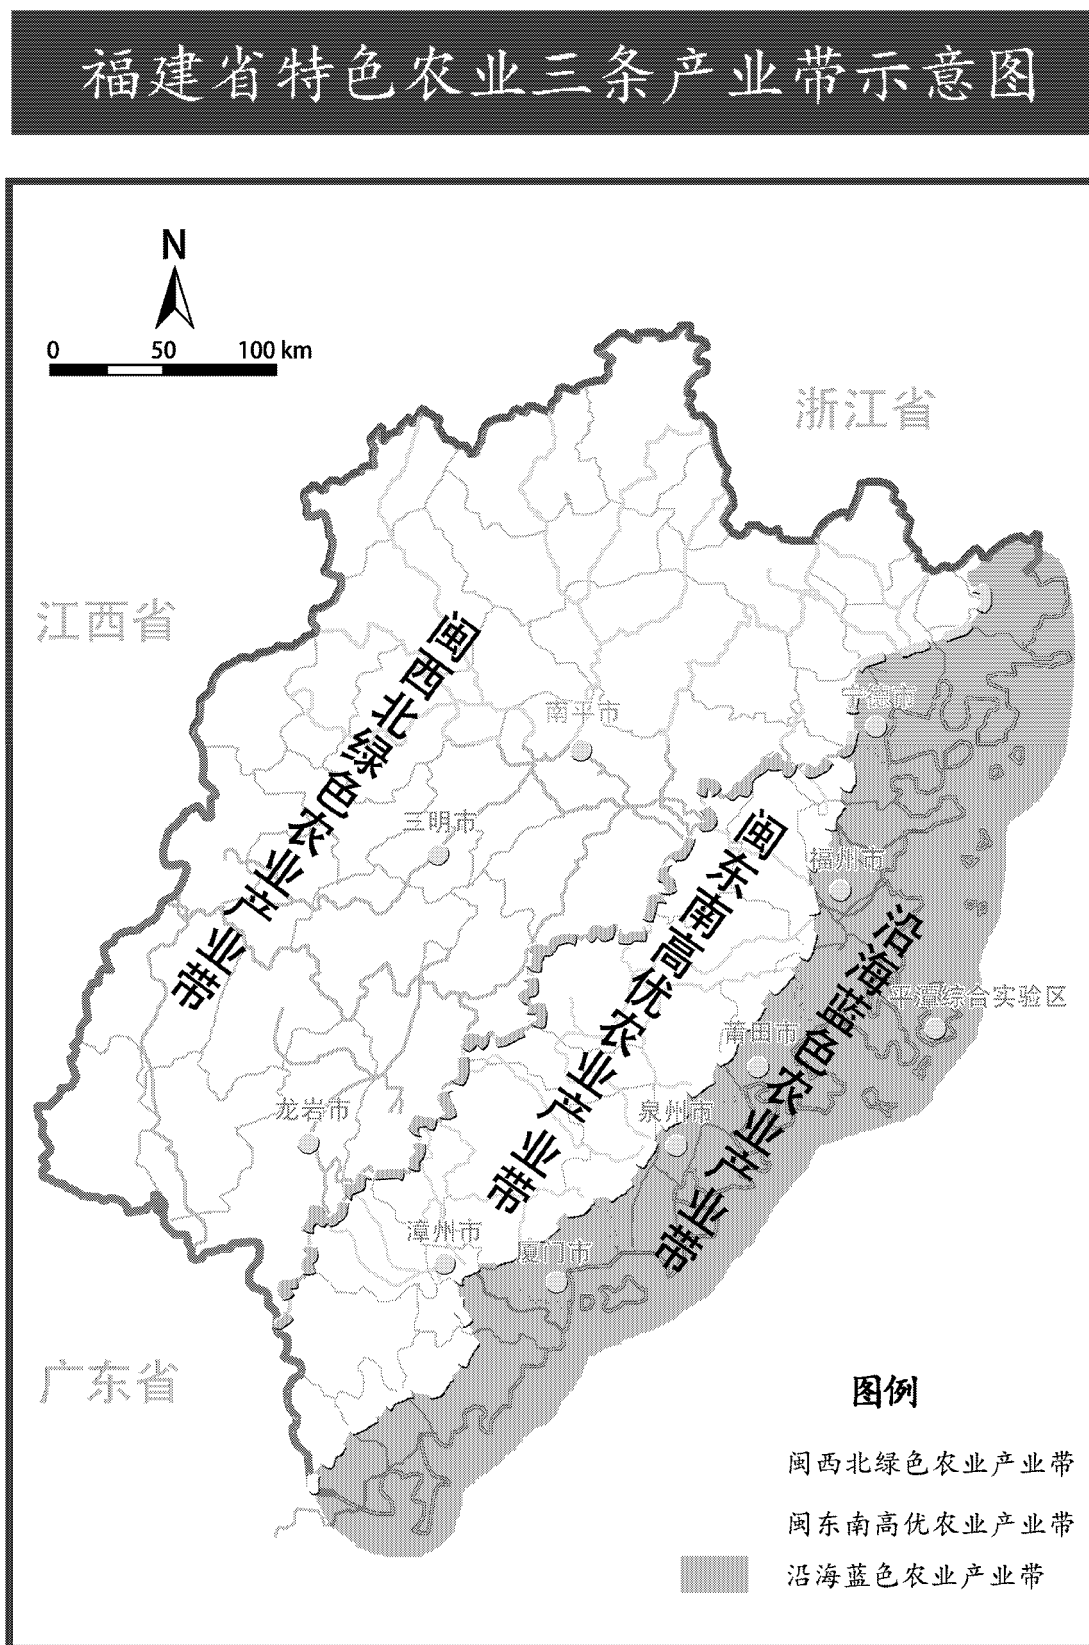 福建省特色农业三条产业带示意图
N
0 50 100 km
浙江省
江西省
闽西北绿色农业产业带
南平市
宁德市
三明市
闽东南高优农业产业带
福州市
沿海蓝色农业产业带
平潭综合实验区
莆田市
龙岩市
泉州市
漳州市
厦门市
广东省
图例
闽西北绿色农业产业带
闽东南高优农业产业带
沿海蓝色农业产业带